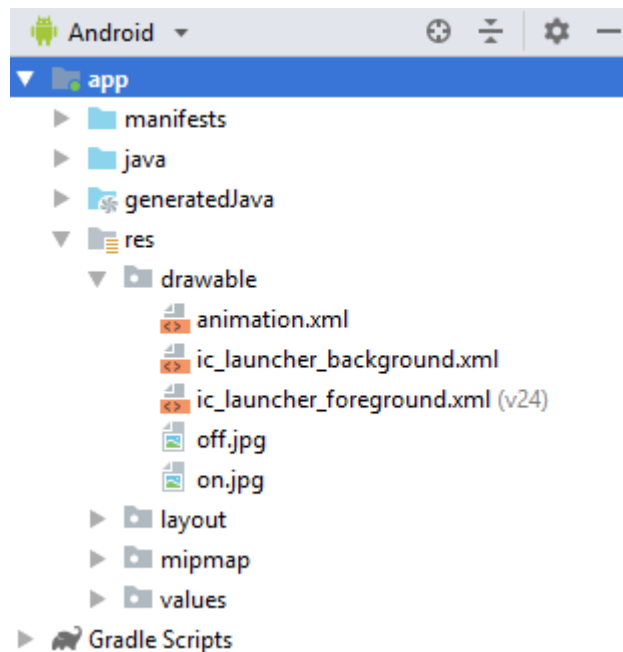 Android
app
manifests
java
generatedJava
res
drawable
animation.xml
ic_launcher_background.xml
ic_launcher_foreground.xml (v24)
off.jpg
on.jpg
layout
mipmap
values
Gradle Scripts